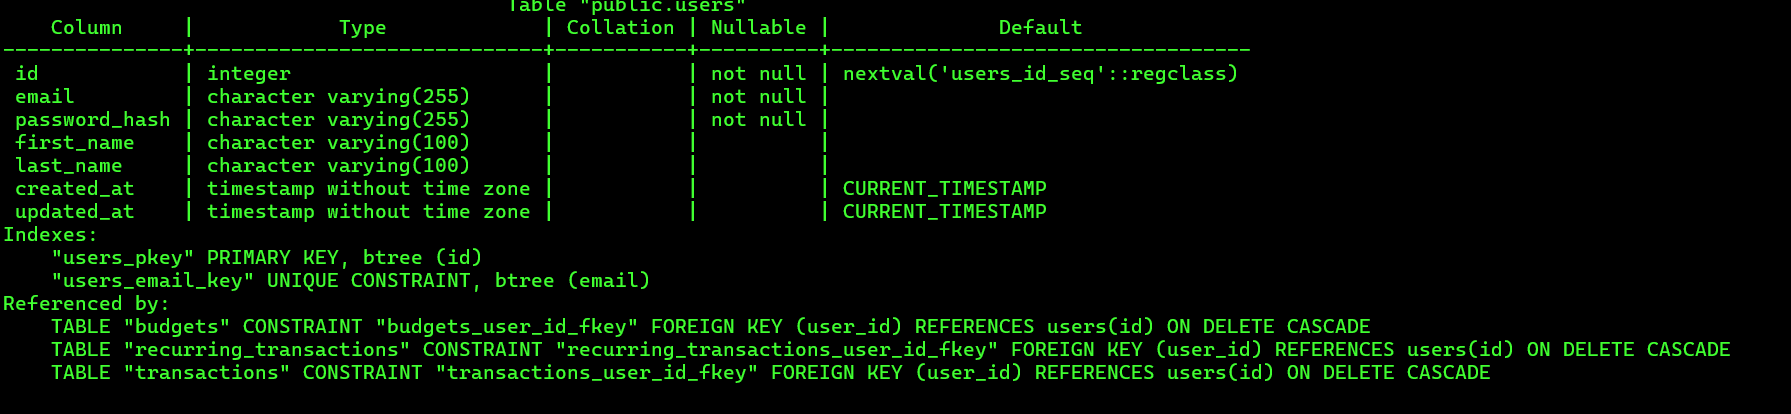 Table "public.users"
    Column     |            Type             | Collation | Nullable |              Default
---------------+-----------------------------+-----------+----------+-----------------------------------
 id            | integer                     |           | not null | nextval('users_id_seq'::regclass)
 email         | character varying(255)      |           | not null |
 password_hash | character varying(255)      |           | not null |
 first_name    | character varying(100)      |           |          |
 last_name     | character varying(100)      |           |          |
 created_at    | timestamp without time zone |           |          | CURRENT_TIMESTAMP
 updated_at    | timestamp without time zone |           |          | CURRENT_TIMESTAMP
Indexes:
    "users_pkey" PRIMARY KEY, btree (id)
    "users_email_key" UNIQUE CONSTRAINT, btree (email)
Referenced by:
    TABLE "budgets" CONSTRAINT "budgets_user_id_fkey" FOREIGN KEY (user_id) REFERENCES users(id) ON DELETE CASCADE
    TABLE "recurring_transactions" CONSTRAINT "recurring_transactions_user_id_fkey" FOREIGN KEY (user_id) REFERENCES users(id) ON DELETE CASCADE
    TABLE "transactions" CONSTRAINT "transactions_user_id_fkey" FOREIGN KEY (user_id) REFERENCES users(id) ON DELETE CASCADE